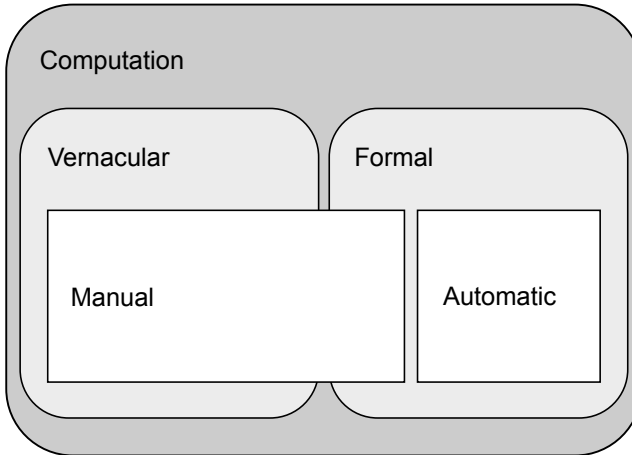 Computation
Vernacular
Formal
Manual
Automatic